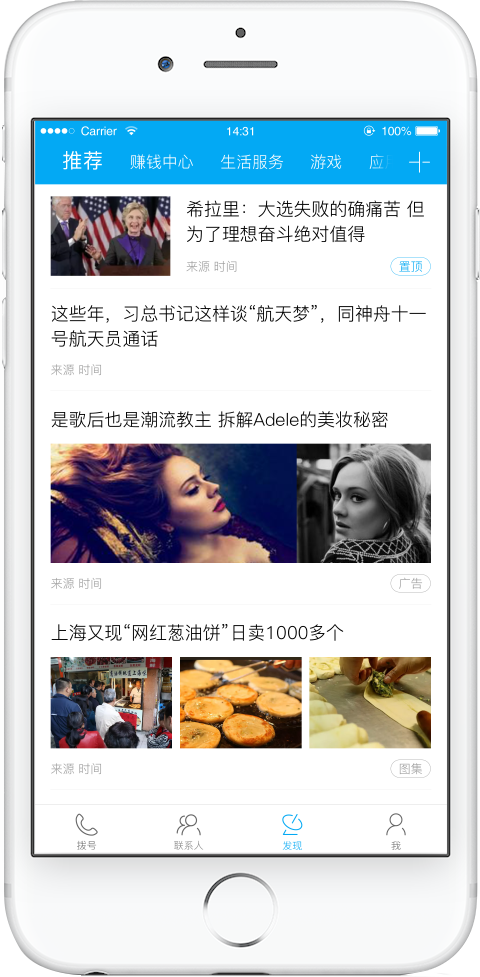 Carrier 14:31 100%
推荐 赚钱中心 生活服务 游戏 应
希拉里：大选失败的确痛苦 但
为了理想奋斗绝对值得
来源 时间 置顶
这些年，习总书记这样谈“航天梦”，同神舟十一
号航天员通话
来源 时间
是歌后也是潮流教主 拆解Adele的美妆秘密
来源 时间 广告
上海又现“网红葱油饼”日卖1000多个
来源 时间 图集
拨号 联系人 发现 我